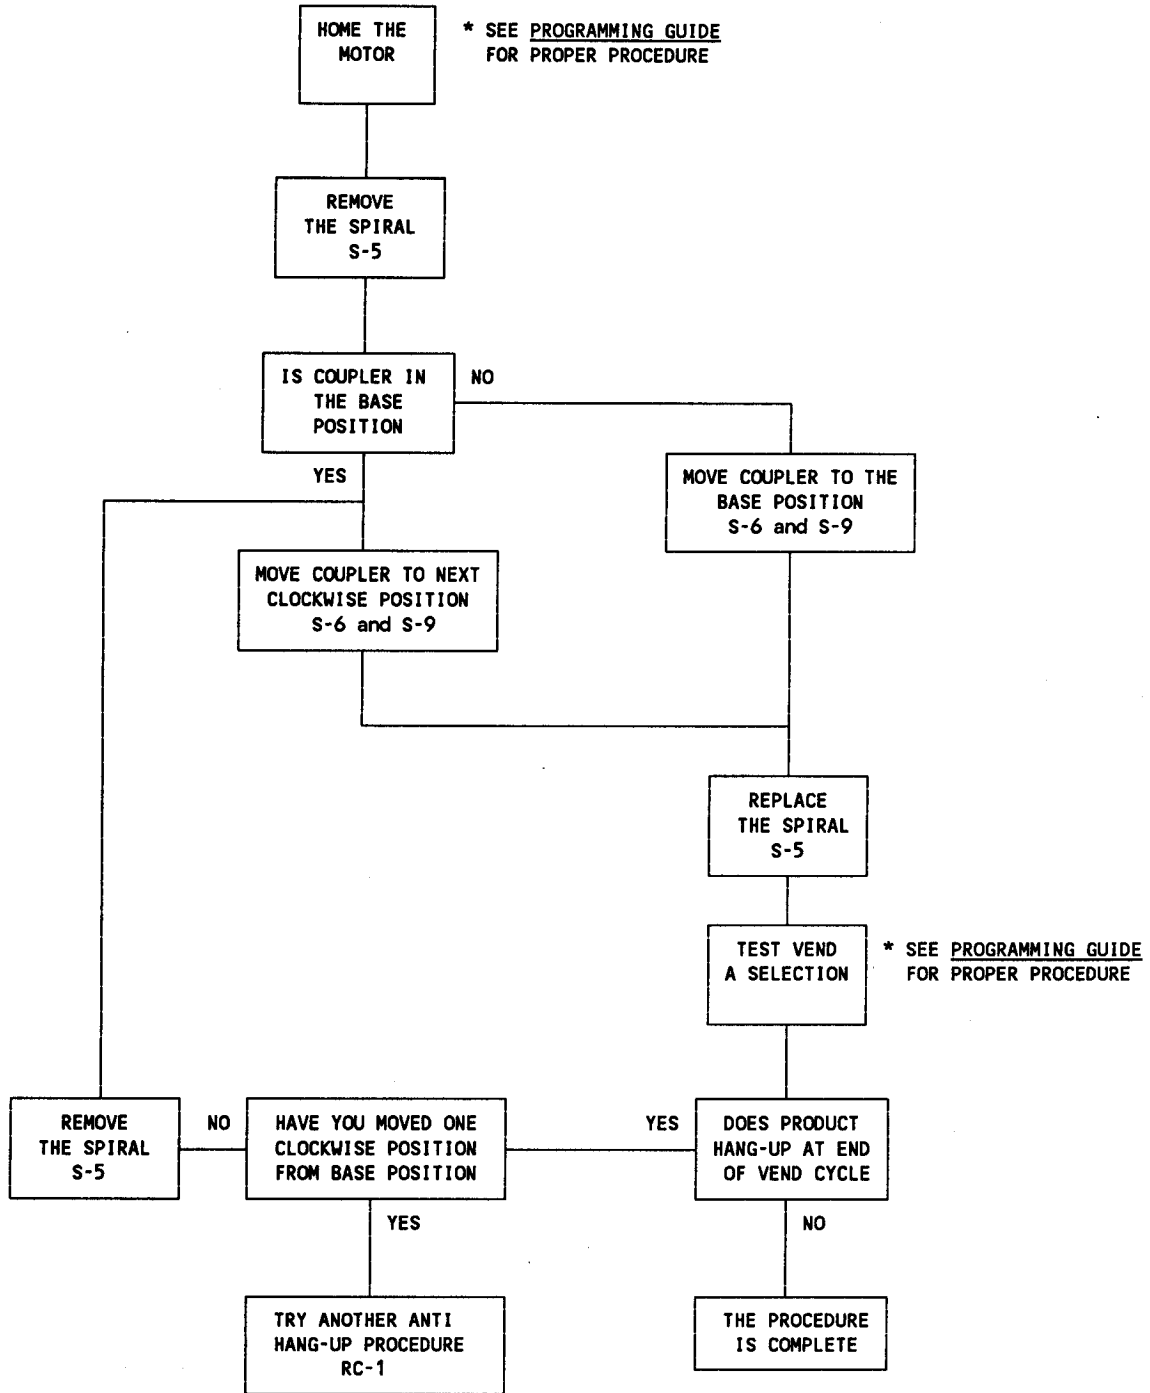 HOME THE
MOTOR
* SEE PROGRAMMING GUIDE
FOR PROPER PROCEDURE
REMOVE
THE SPIRAL
S-5
IS COUPLER IN
THE BASE
POSITION
NO
YES
MOVE COUPLER TO THE
BASE POSITION
S-6 and S-9
MOVE COUPLER TO NEXT
CLOCKWISE POSITION
S-6 and S-9
REPLACE
THE SPIRAL
S-5
TEST VEND
A SELECTION
* SEE PROGRAMMING GUIDE
FOR PROPER PROCEDURE
REMOVE
THE SPIRAL
S-5
NO
HAVE YOU MOVED ONE
CLOCKWISE POSITION
FROM BASE POSITION
YES
DOES PRODUCT
HANG-UP AT END
OF VEND CYCLE
YES
NO
TRY ANOTHER ANTI
HANG-UP PROCEDURE
RC-1
THE PROCEDURE
IS COMPLETE